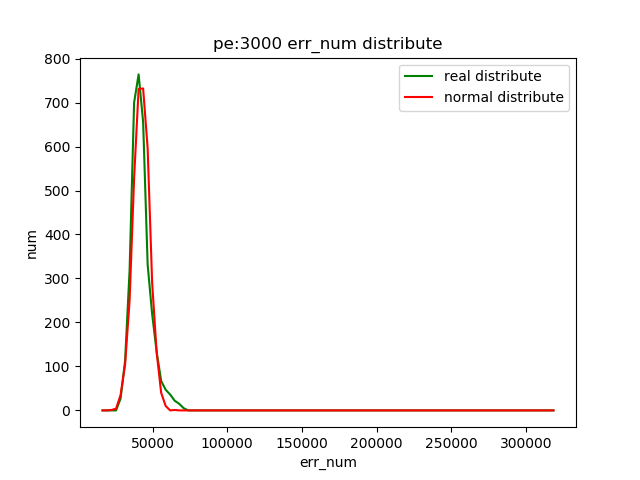 pe:3000 err_num distribute
real distribute
normal distribute
800
700
600
500
400
300
200
100
0
num
50000 100000 150000 200000 250000 300000
err_num